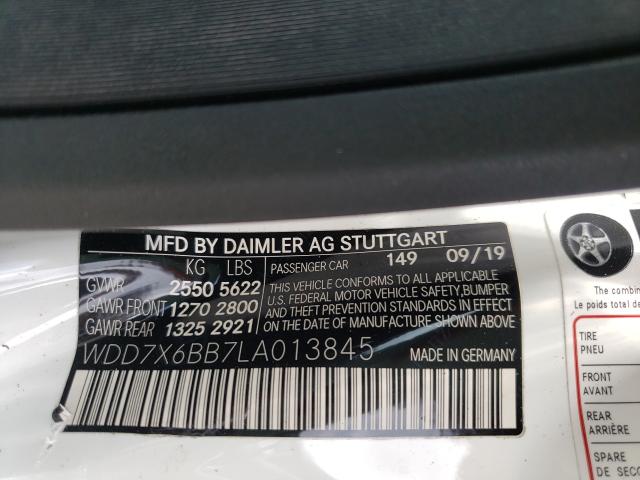 MFD BY DAIMLER AG STUTTGART
KG LBS PASSENGER CAR 149 09/19
GVWR 2550 5622
GAWR FRONT 1270 2800
GAWR REAR 1325 2921
THIS VEHICLE CONFORMS TO ALL APPLICABLE
U.S. FEDERAL MOTOR VEHICLE SAFETY,BUMPER
AND THEFT PREVENTION STANDARDS IN EFFECT
ON THE DATE OF MANUFACTURE SHOWN ABOVE
WDD7X6BB7LA013845 MADE IN GERMANY
The combin
Le poids total de
TIRE
PNEU
FRONT
AVANT
REAR
ARRIÈRE
SPARE
DE SECO